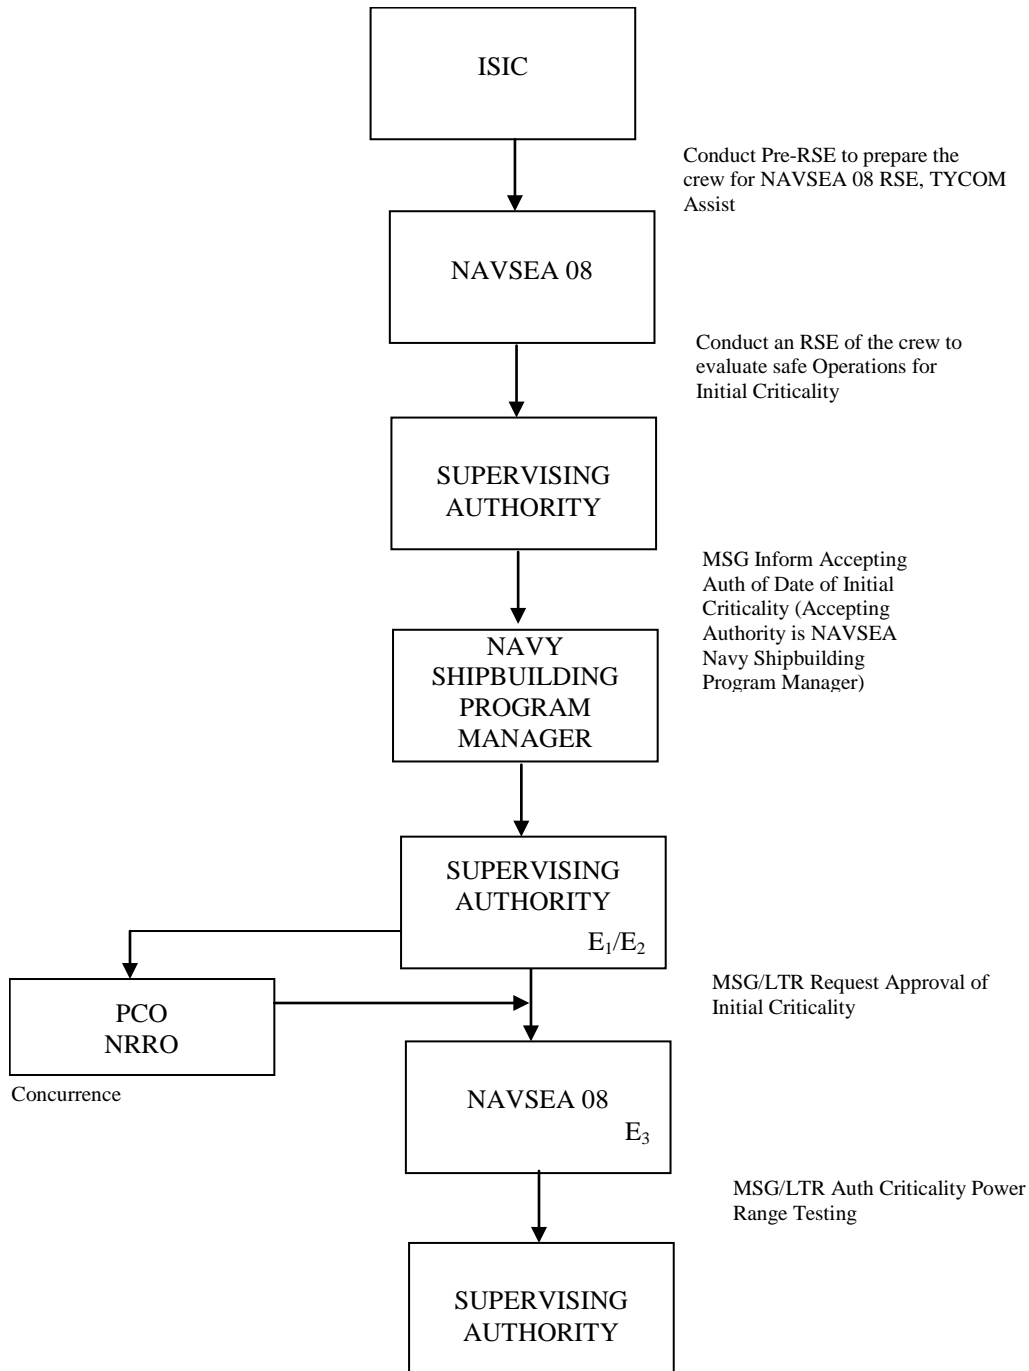 ISIC
Conduct Pre-RSE to prepare the
crew for NAVSEA 08 RSE, TYCOM
Assist
NAVSEA 08
Conduct an RSE of the crew to
evaluate safe Operations for
Initial Criticality
SUPERVISING
AUTHORITY
MSG Inform Accepting
Auth of Date of Initial
Criticality (Accepting
Authority is NAVSEA
Navy Shipbuilding
Program Manager)
NAVY
SHIPBUILDING
PROGRAM
MANAGER
SUPERVISING
AUTHORITY
E₁/E₂
MSG/LTR Request Approval of
Initial Criticality
PCO
NRRO
Concurrence
NAVSEA 08
E₃
MSG/LTR Auth Criticality Power
Range Testing
SUPERVISING
AUTHORITY